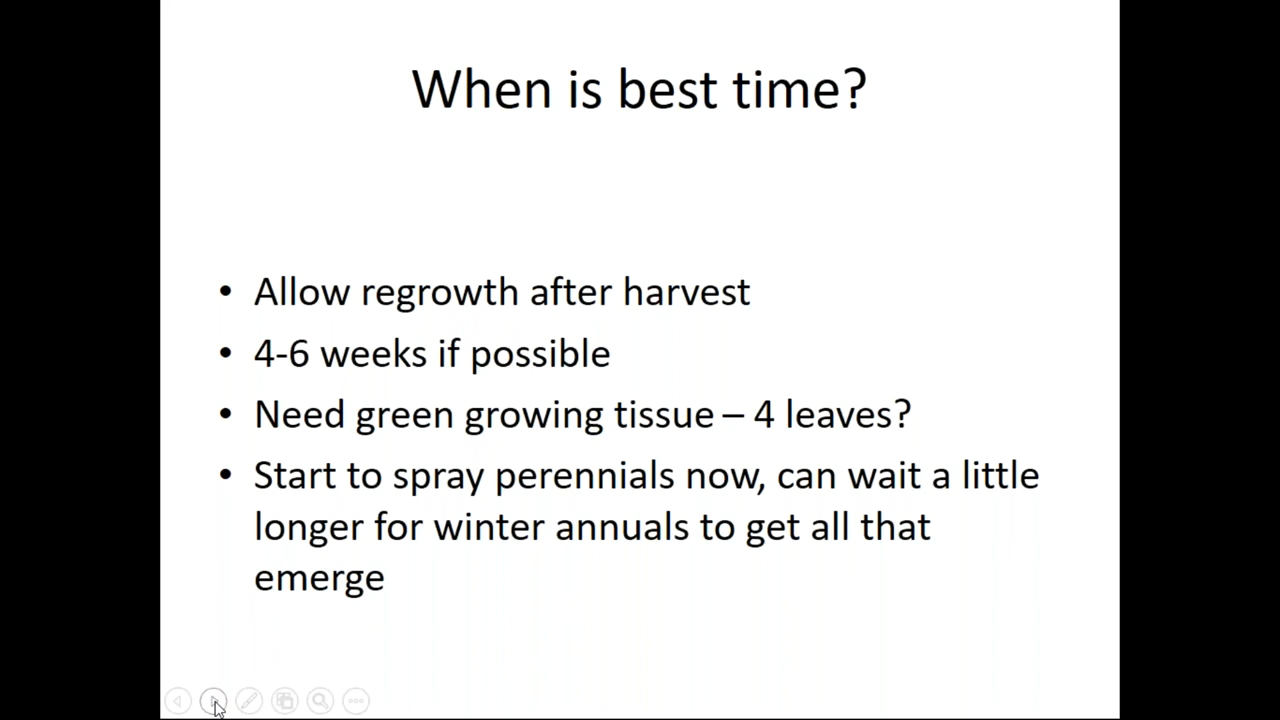 When is best time?
• Allow regrowth after harvest
• 4-6 weeks if possible
• Need green growing tissue – 4 leaves?
• Start to spray perennials now, can wait a little
longer for winter annuals to get all that
emerge